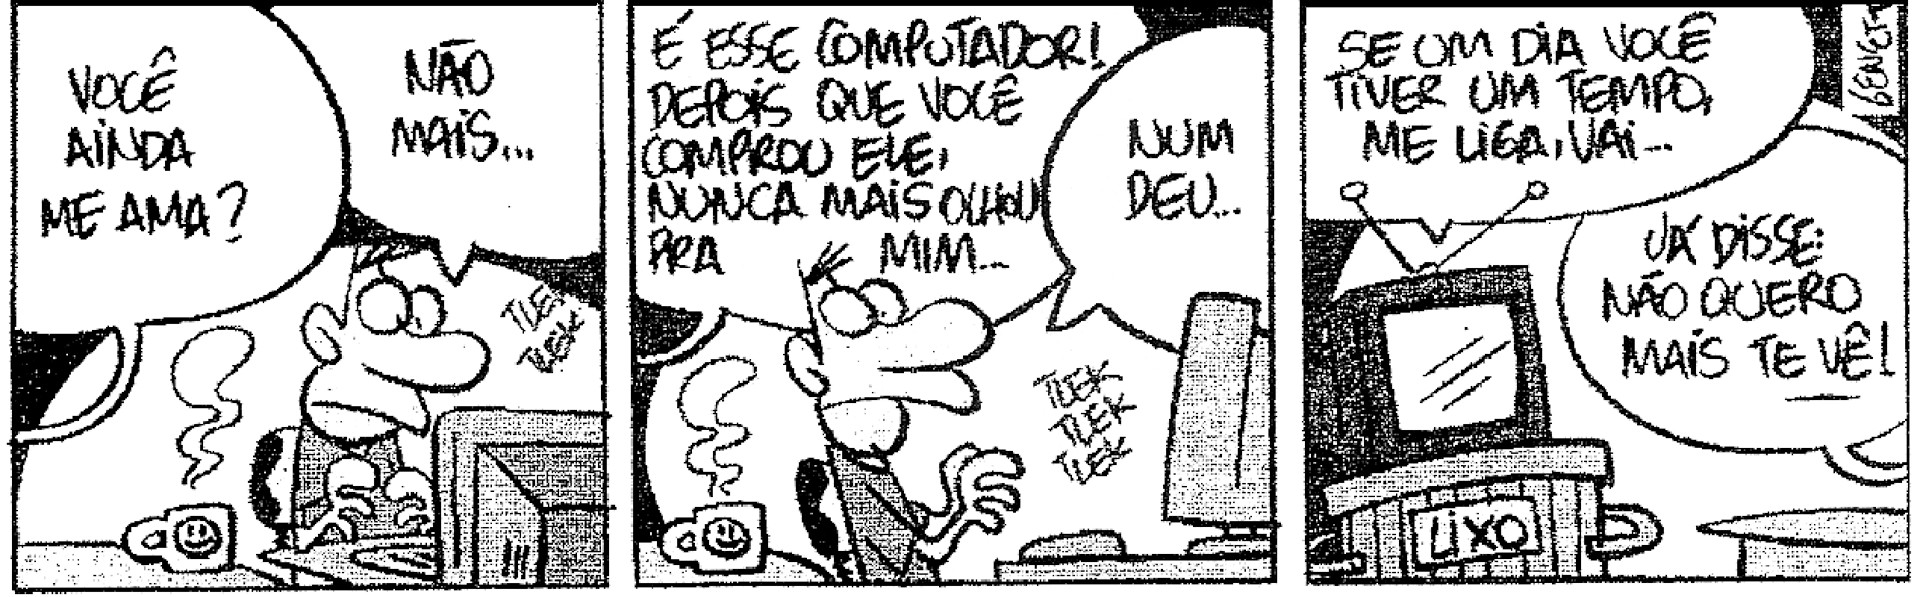 VOCÊ
AINDA
ME AMA?
NÃO
MAIS...
TLEK
TLEK
É ESSE COMPUTADOR!
DEPOIS QUE VOCÊ
COMPROU ELE,
NUNCA MAIS OLHOU
PRA MIM...
NUM
DEU...
TLEK
TLEK
TLEK
SE UM DIA VOCÊ
TIVER UM TEMPO,
ME LIGA, VAI...
JÁ DISSE:
NÃO QUERO
MAIS TE VÊ!
LIXO